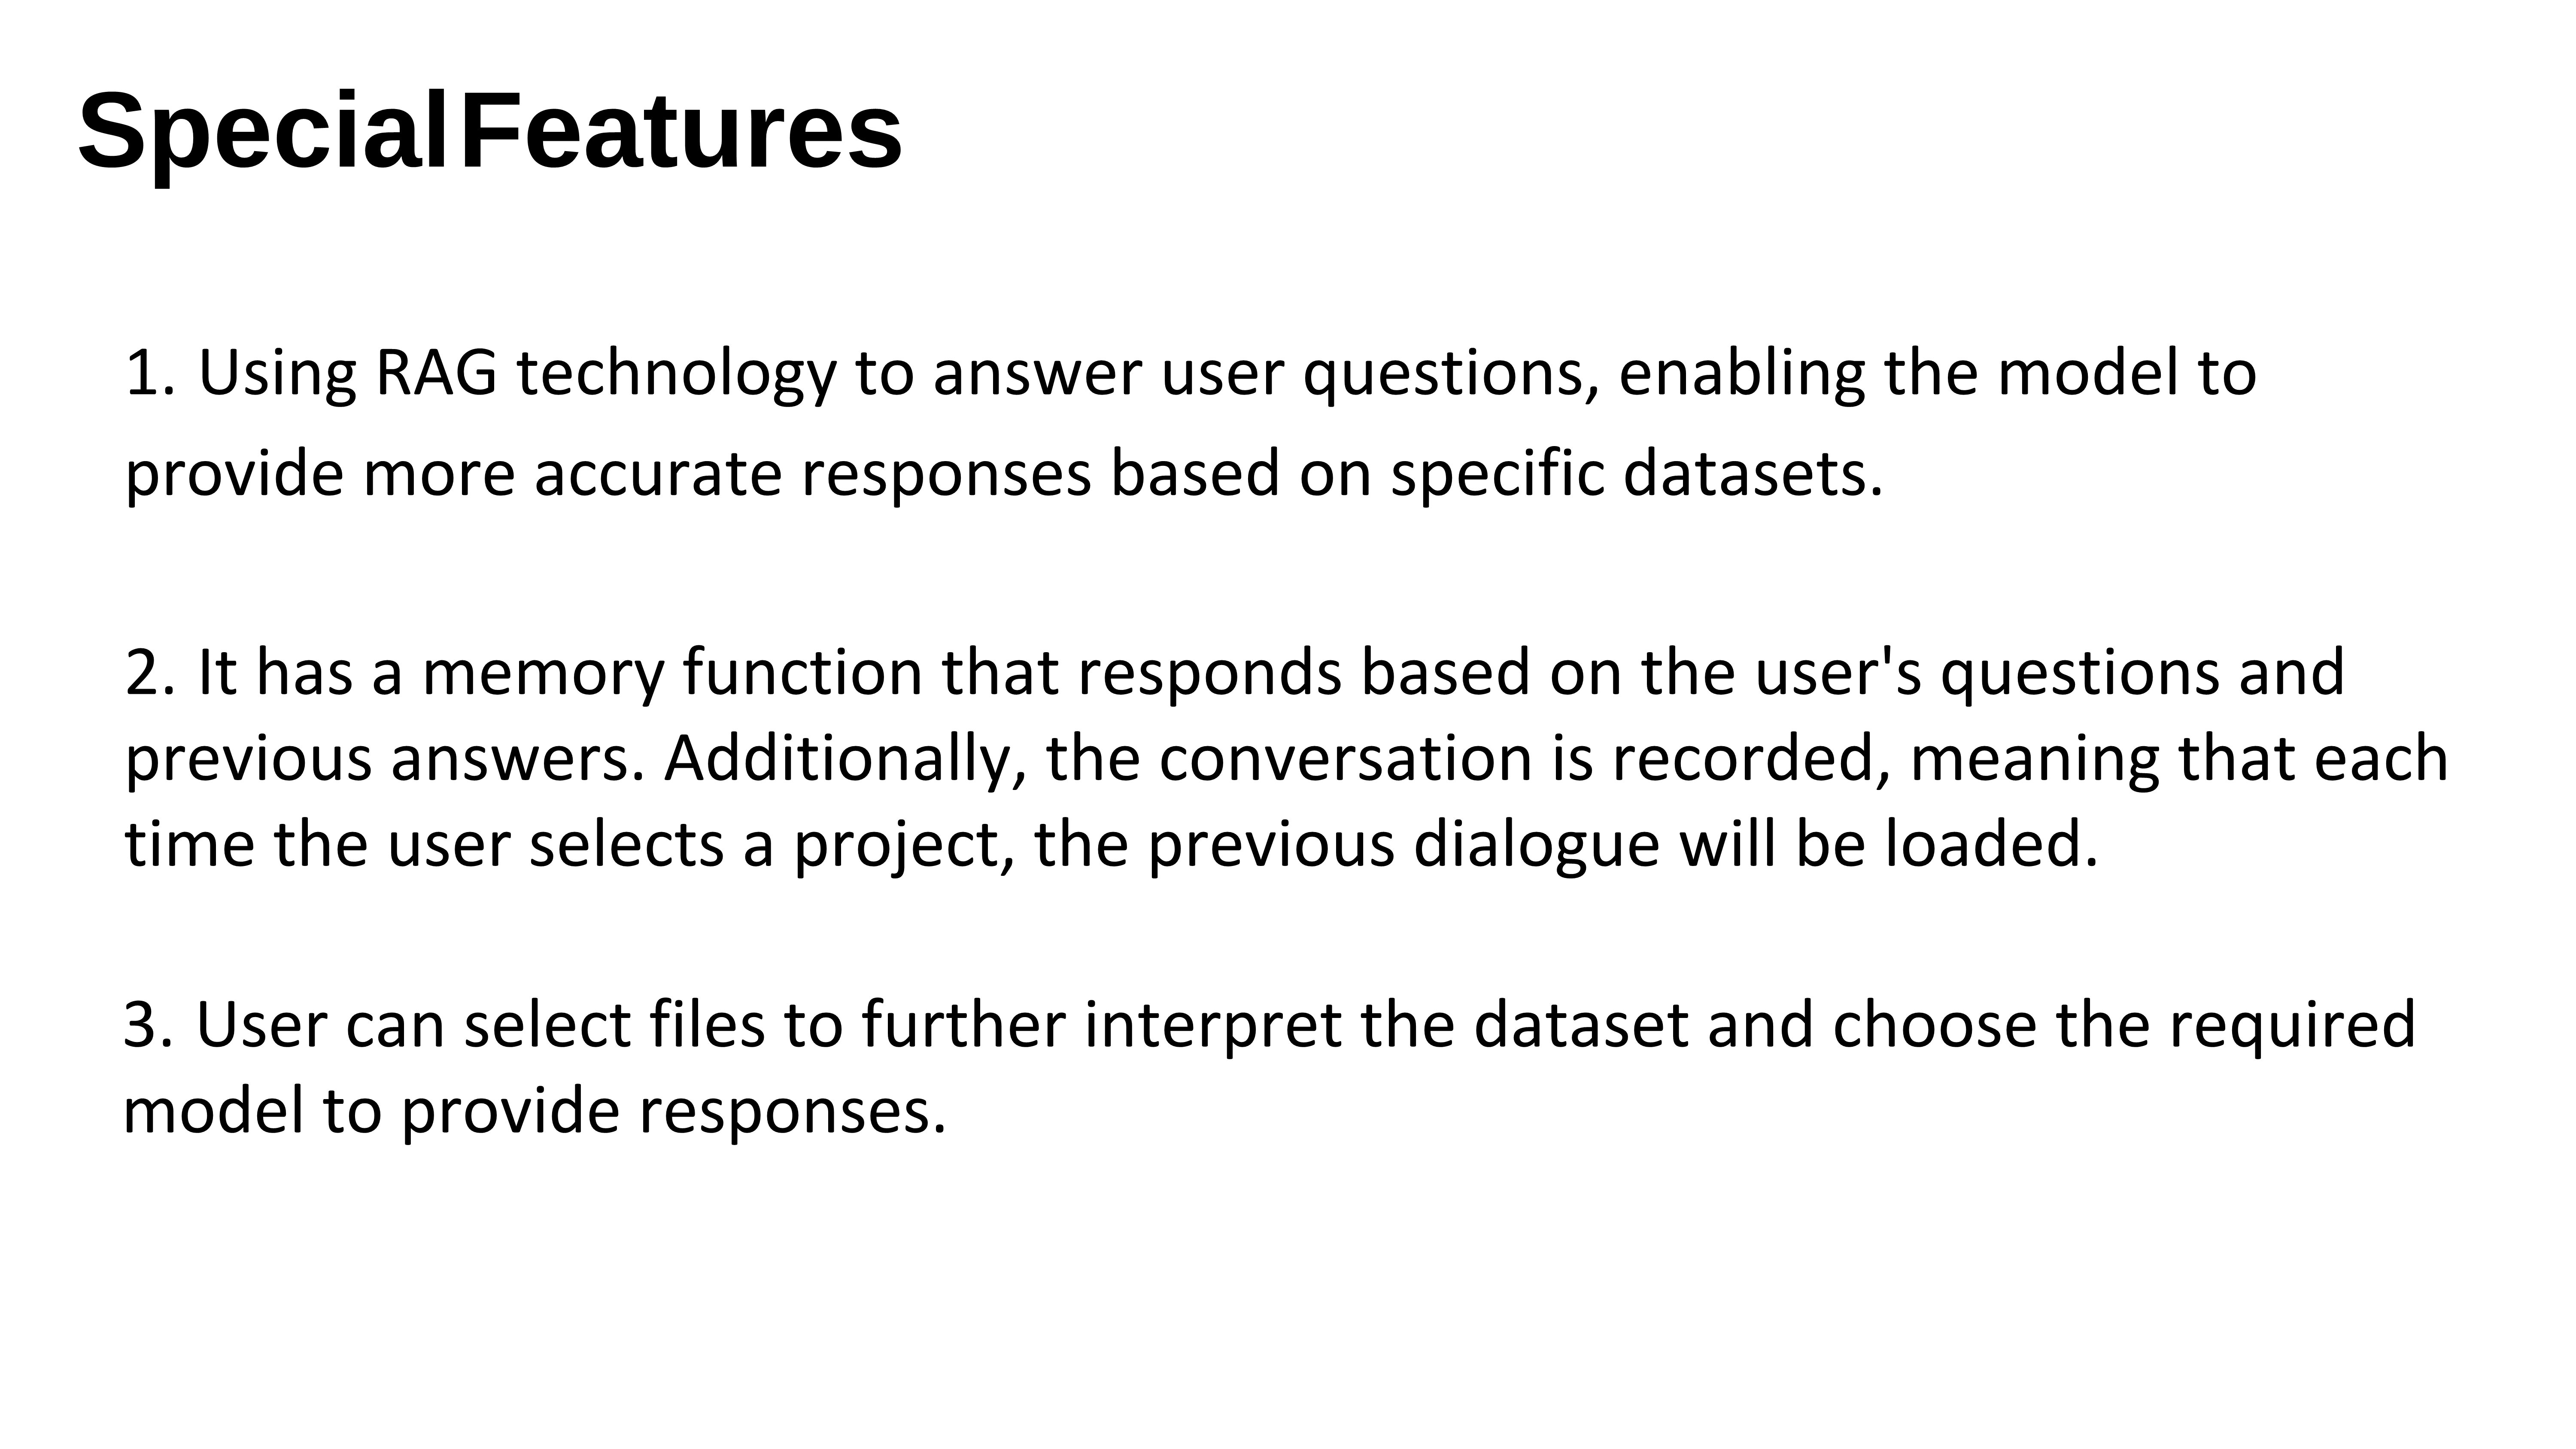 Special Features
1. Using RAG technology to answer user questions, enabling the model to
provide more accurate responses based on specific datasets.
2. It has a memory function that responds based on the user's questions and
previous answers. Additionally, the conversation is recorded, meaning that each
time the user selects a project, the previous dialogue will be loaded.
3. User can select files to further interpret the dataset and choose the required
model to provide responses.